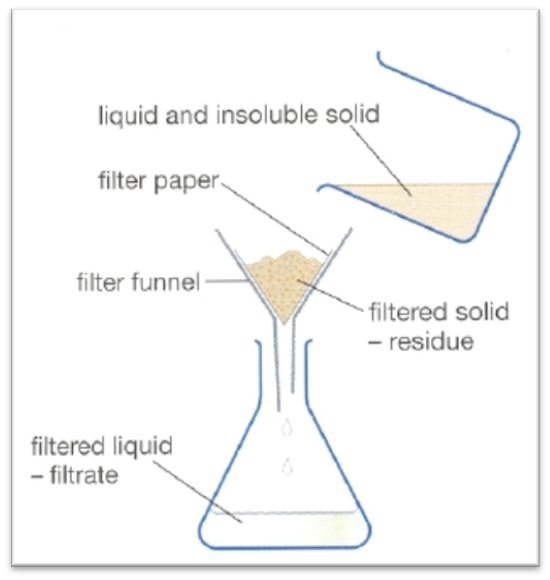 liquid and insoluble solid
filter paper
filter funnel
filtered solid
– residue
filtered liquid
– filtrate